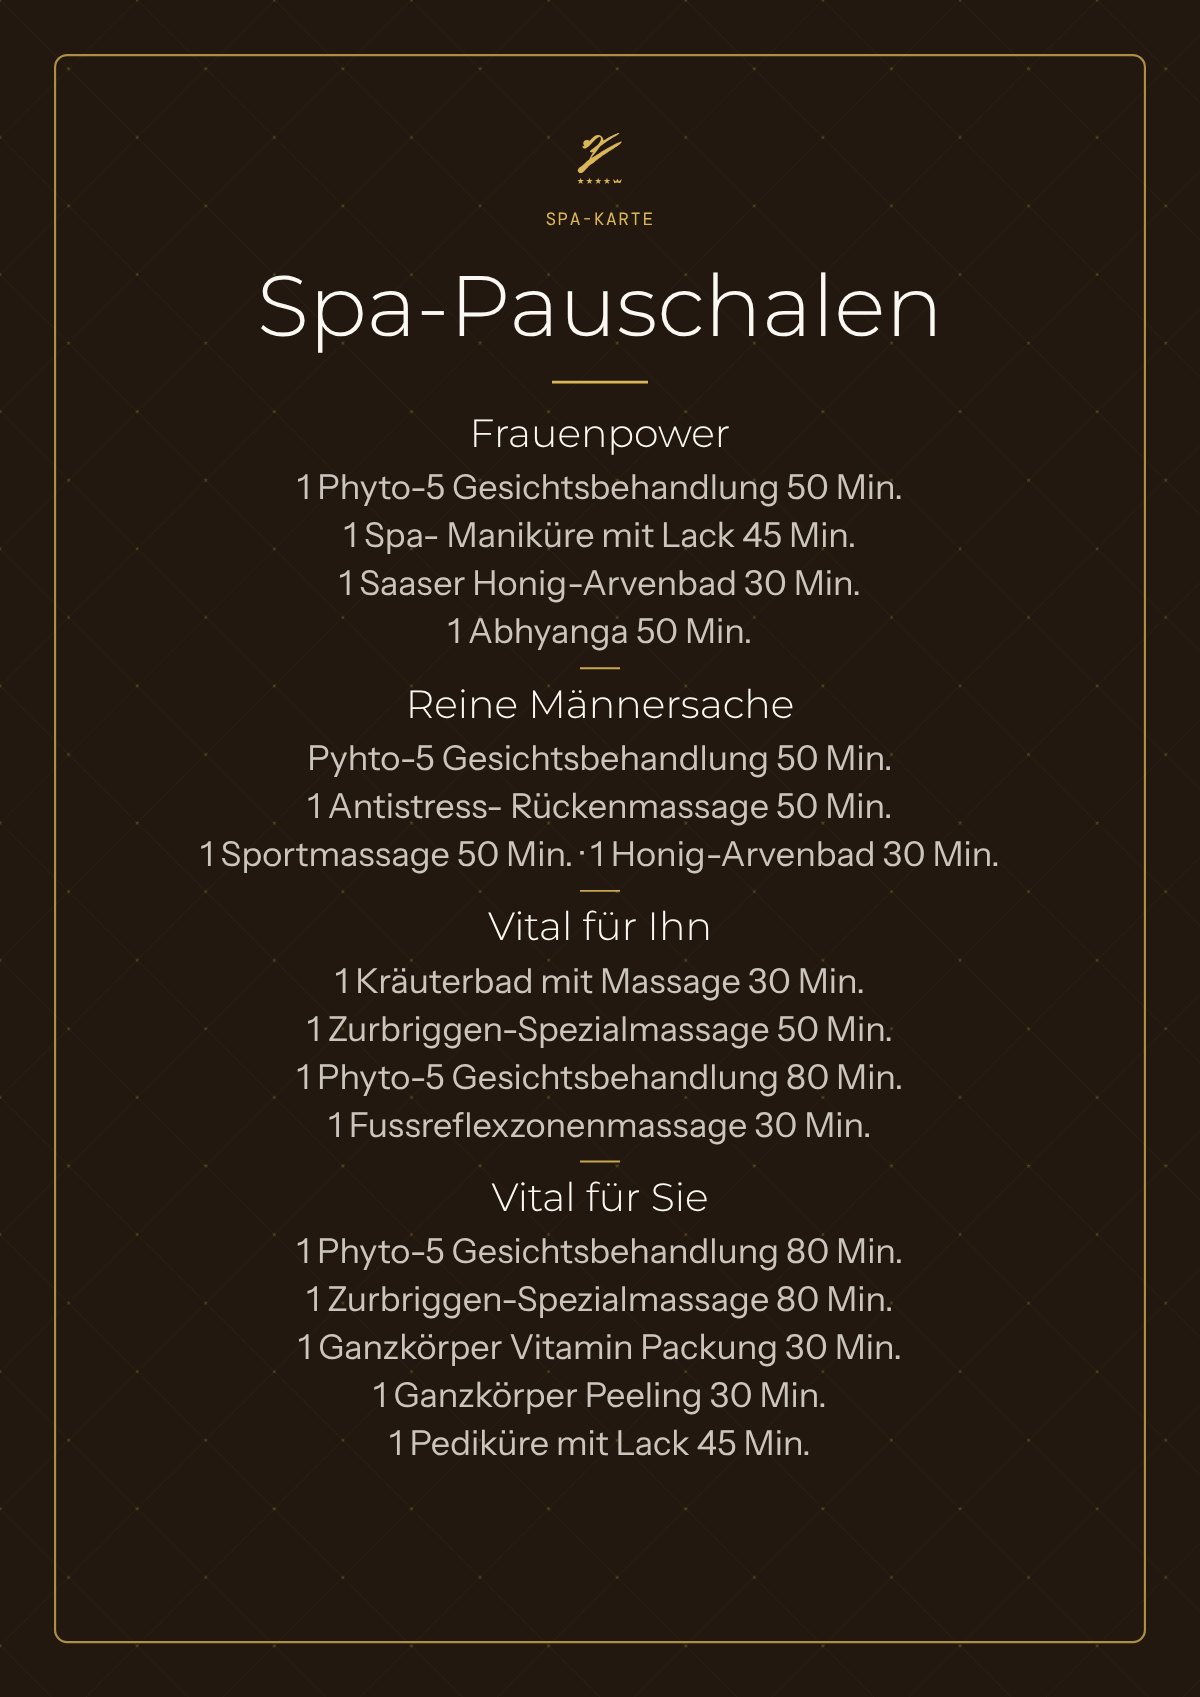 SPA-KARTE
Spa-Pauschalen
Frauenpower
1 Phyto-5 Gesichtsbehandlung 50 Min.
1 Spa- Maniküre mit Lack 45 Min.
1 Saaser Honig-Arvenbad 30 Min.
1 Abhyanga 50 Min.
Reine Männersache
Pyhto-5 Gesichtsbehandlung 50 Min.
1 Antistress- Rückenmassage 50 Min.
1 Sportmassage 50 Min. · 1 Honig-Arvenbad 30 Min.
Vital für Ihn
1 Kräuterbad mit Massage 30 Min.
1 Zurbriggen-Spezialmassage 50 Min.
1 Phyto-5 Gesichtsbehandlung 80 Min.
1 Fussreflexzonenmassage 30 Min.
Vital für Sie
1 Phyto-5 Gesichtsbehandlung 80 Min.
1 Zurbriggen-Spezialmassage 80 Min.
1 Ganzkörper Vitamin Packung 30 Min.
1 Ganzkörper Peeling 30 Min.
1 Pediküre mit Lack 45 Min.